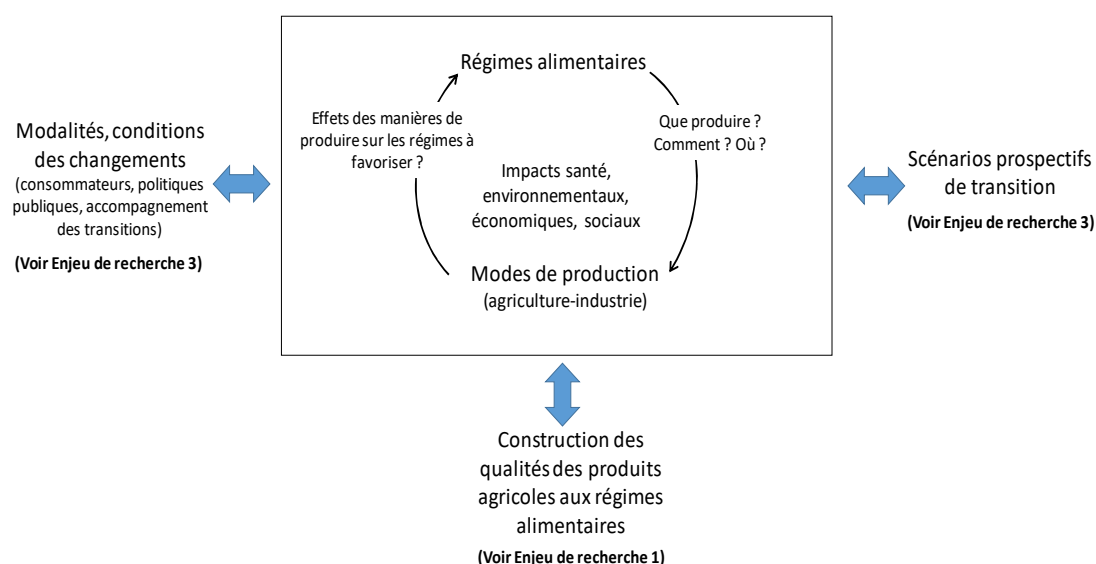 Régimes alimentaires
Effets des manières de
produire sur les régimes à
favoriser ?
Que produire ?
Comment ? Où ?
Impacts santé,
environnementaux,
économiques, sociaux
Modes de production
(agriculture-industrie)
Modalités, conditions
des changements
(consommateurs, politiques
publiques, accompagnement
des transitions)
(Voir Enjeu de recherche 3)
Scénarios prospectifs
de transition
(Voir Enjeu de recherche 3)
Construction des
qualités des produits
agricoles aux régimes
alimentaires
(Voir Enjeu de recherche 1)